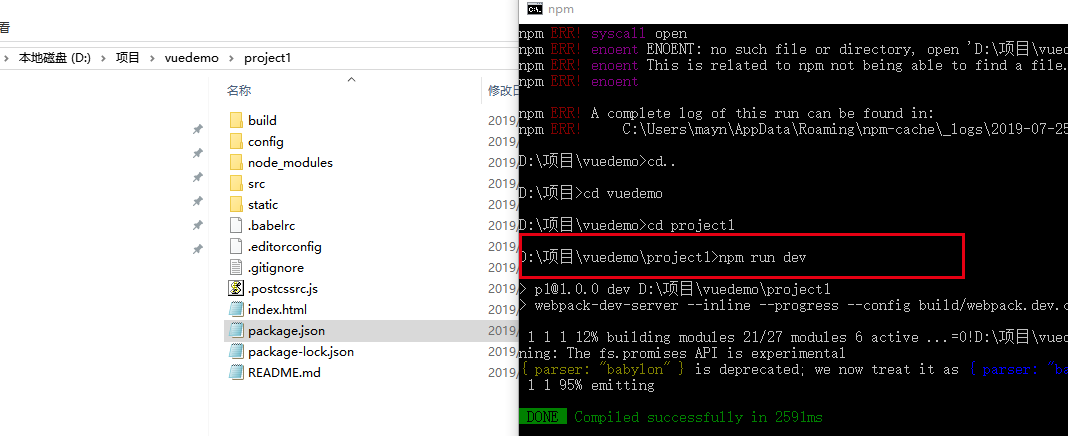 看
本地磁盘 (D:) > 项目 > vuedemo > project1
名称
修改日
build
2019,
config
2019,
node_modules
2019,
src
2019,
static
2019,
.babelrc
2019,
.editorconfig
2019,
.gitignore
2019,
.postcssrc.js
2019,
index.html
2019,
package.json
2019,
package-lock.json
2019,
README.md
2019,
npm
npm ERR! syscall open
npm ERR! enoent ENOENT: no such file or directory, open 'D:\项目\vued
npm ERR! enoent This is related to npm not being able to find a file.
npm ERR! enoent
npm ERR! A complete log of this run can be found in:
npm ERR!     C:\Users\mayn\AppData\Roaming\npm-cache\_logs\2019-07-25
D:\项目\vuedemo>cd..
D:\项目>cd vuedemo
D:\项目\vuedemo>cd project1
D:\项目\vuedemo\project1>npm run dev
> p1@1.0.0 dev D:\项目\vuedemo\project1
> webpack-dev-server --inline --progress --config build/webpack.dev.c
1 1 1 12% building modules 21/27 modules 6 active ...=0!D:\项目\vued
ning: The fs.promises API is experimental
{ parser: "babylon" } is deprecated; we now treat it as { parser: "ba
1 1 95% emitting
DONE Compiled successfully in 2591ms